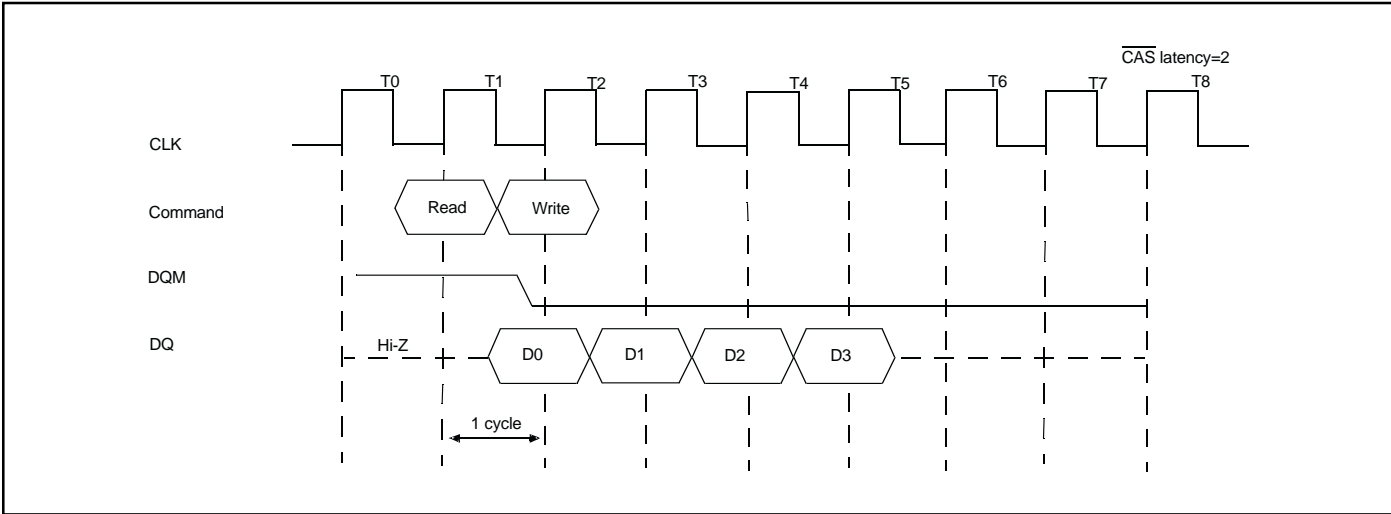 C̅A̅S̅ latency=2
T0 T1 T2 T3 T4 T5 T6 T7 T8
CLK
Command Read Write
DQM
DQ Hi-Z D0 D1 D2 D3
1 cycle